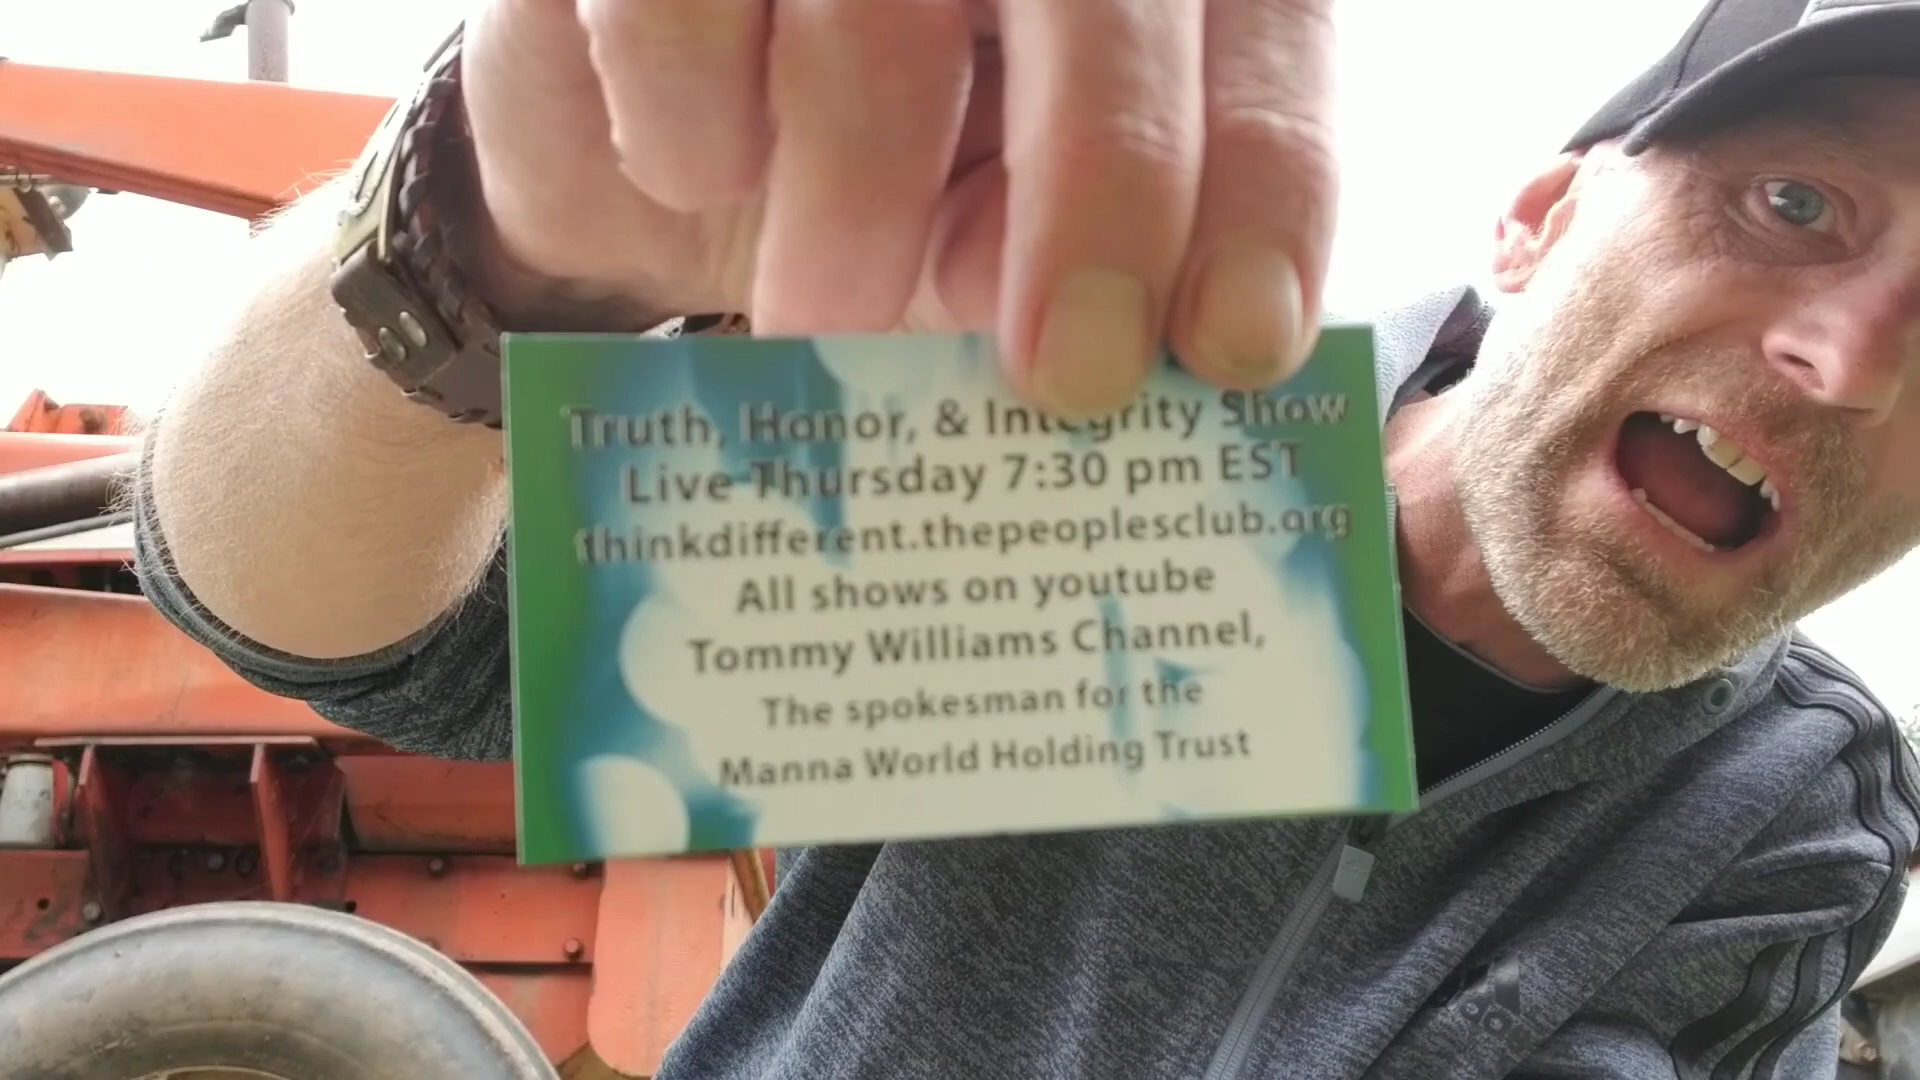 Truth, Honor, & Integrity Show
Live Thursday 7:30 pm EST
thinkdifferent.thepeoplesclub.org
All shows on youtube
Tommy Williams Channel,
The spokesman for the
Manna World Holding Trust
adidas